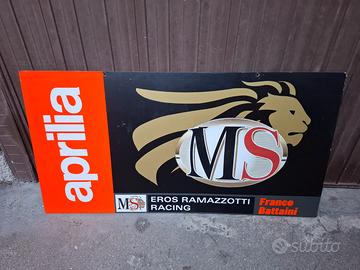 aprilia
MS
MS
EROS RAMAZZOTTI
RACING
Franco
Battaini
subito